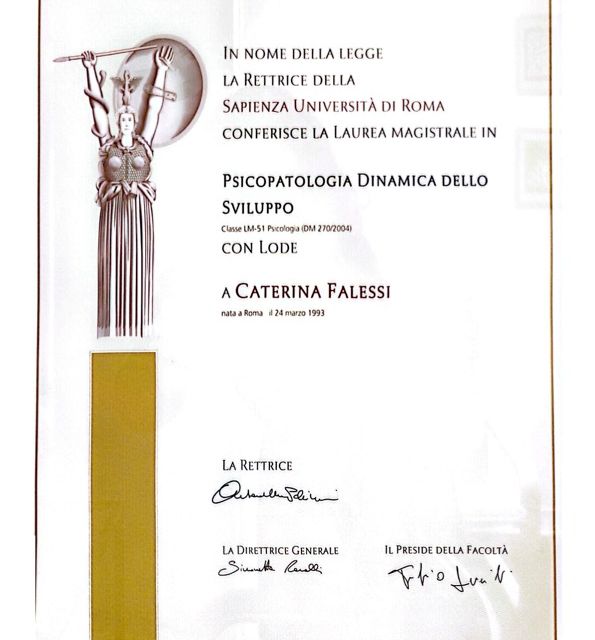 In nome della legge
la Rettrice della
Sapienza Università di Roma
conferisce la Laurea magistrale in
Psicopatologia Dinamica dello
Sviluppo
Classe LM-51 Psicologia (DM 270/2004)
con Lode
a Caterina Falessi
nata a Roma il 24 marzo 1993
La Rettrice
La Direttrice Generale Il Preside della Facoltà